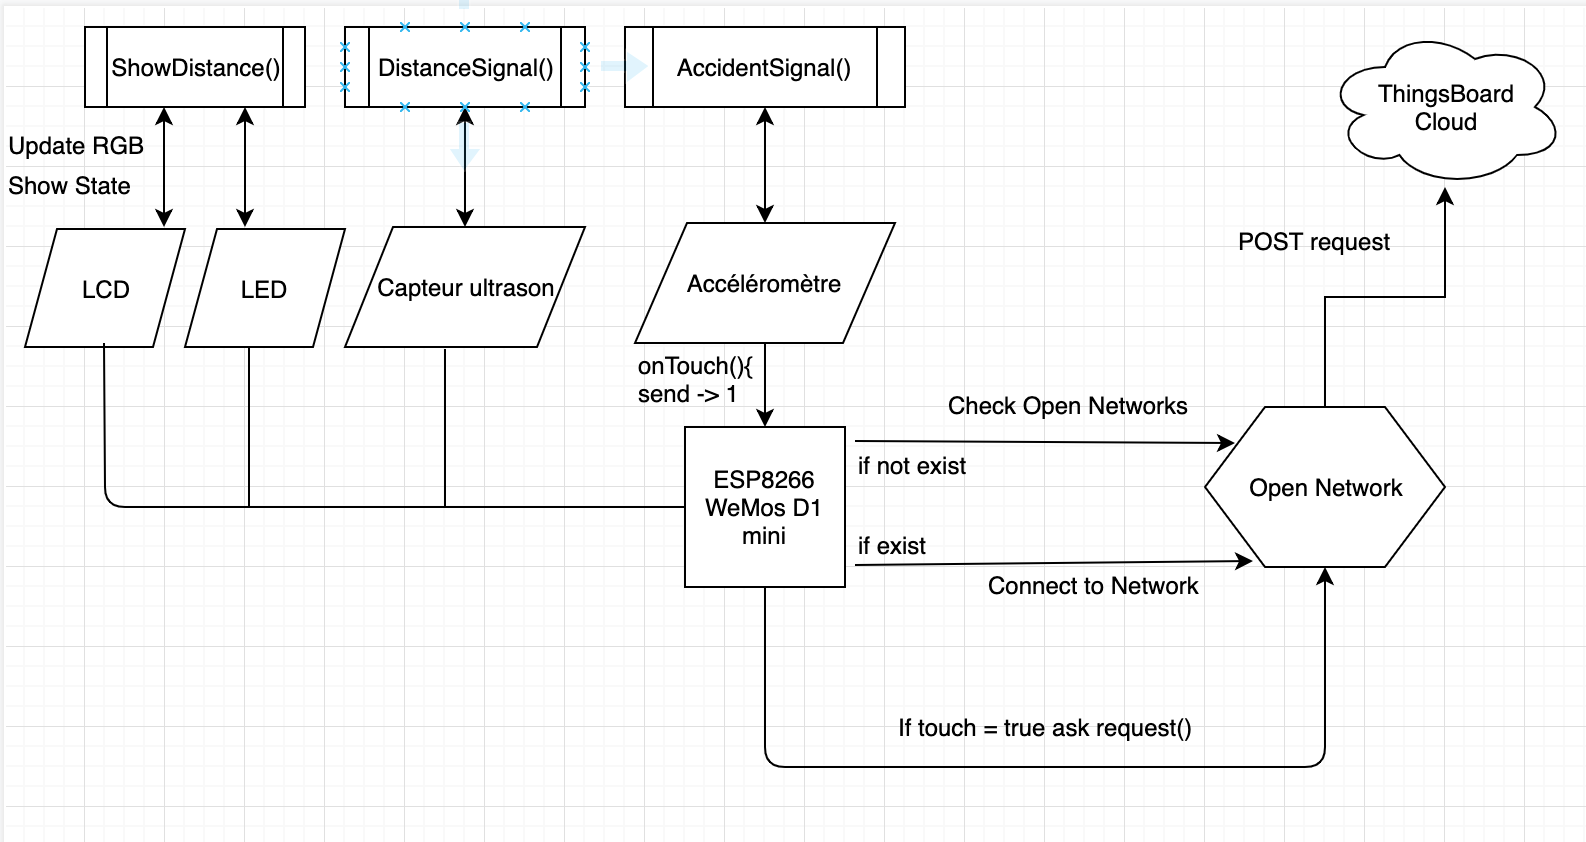 ShowDistance()
DistanceSignal()
AccidentSignal()
ThingsBoard
Cloud
Update RGB
Show State
POST request
LCD
LED
Capteur ultrason
Accéléromètre
onTouch(){
send -> 1
Check Open Networks
if not exist
ESP8266
WeMos D1
mini
Open Network
if exist
Connect to Network
If touch = true ask request()